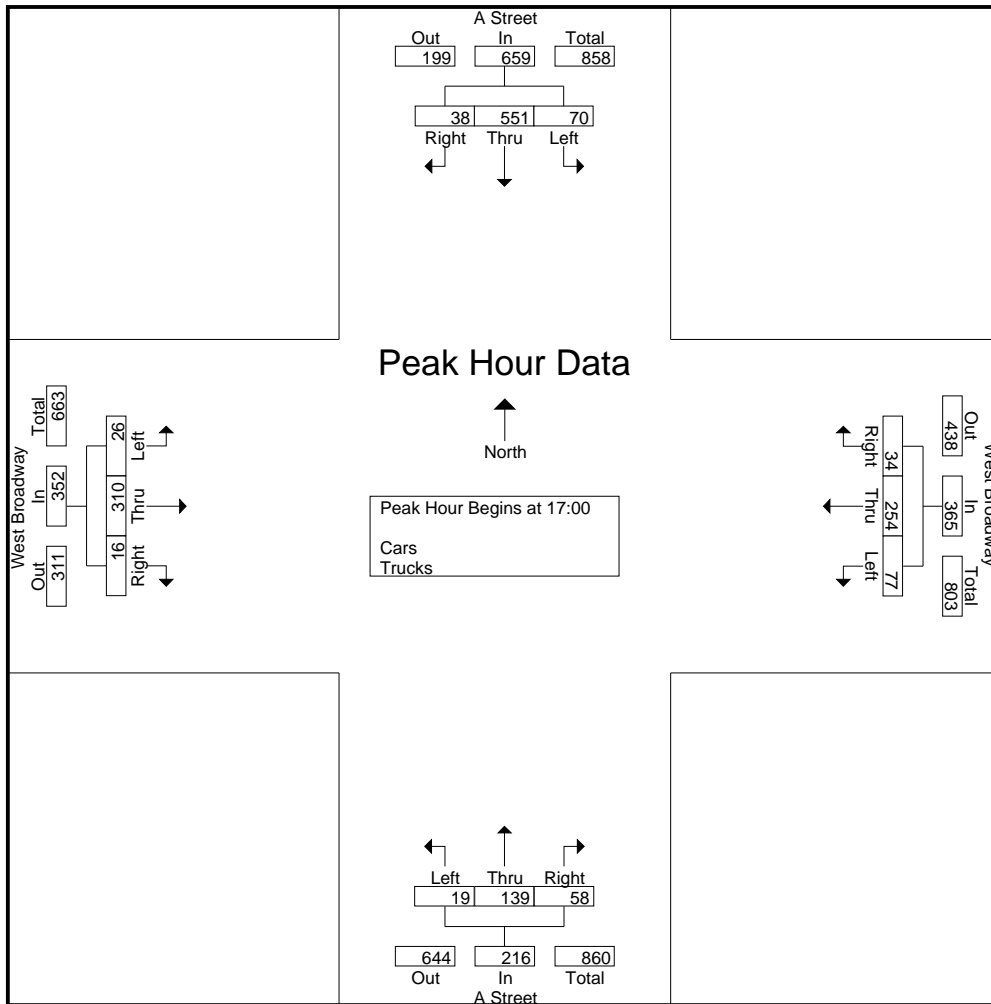 A Street
Out In Total
199 659 858
38 551 70
Right Thru Left
Peak Hour Data
North
Peak Hour Begins at 17:00
Cars
Trucks
West Broadway
Total In Out
663 352 311
26 310 16
Left Thru Right
West Broadway
Out In Total
438 365 803
34 254 77
Right Thru Left
Left Thru Right
19 139 58
644 216 860
Out In Total
A Street